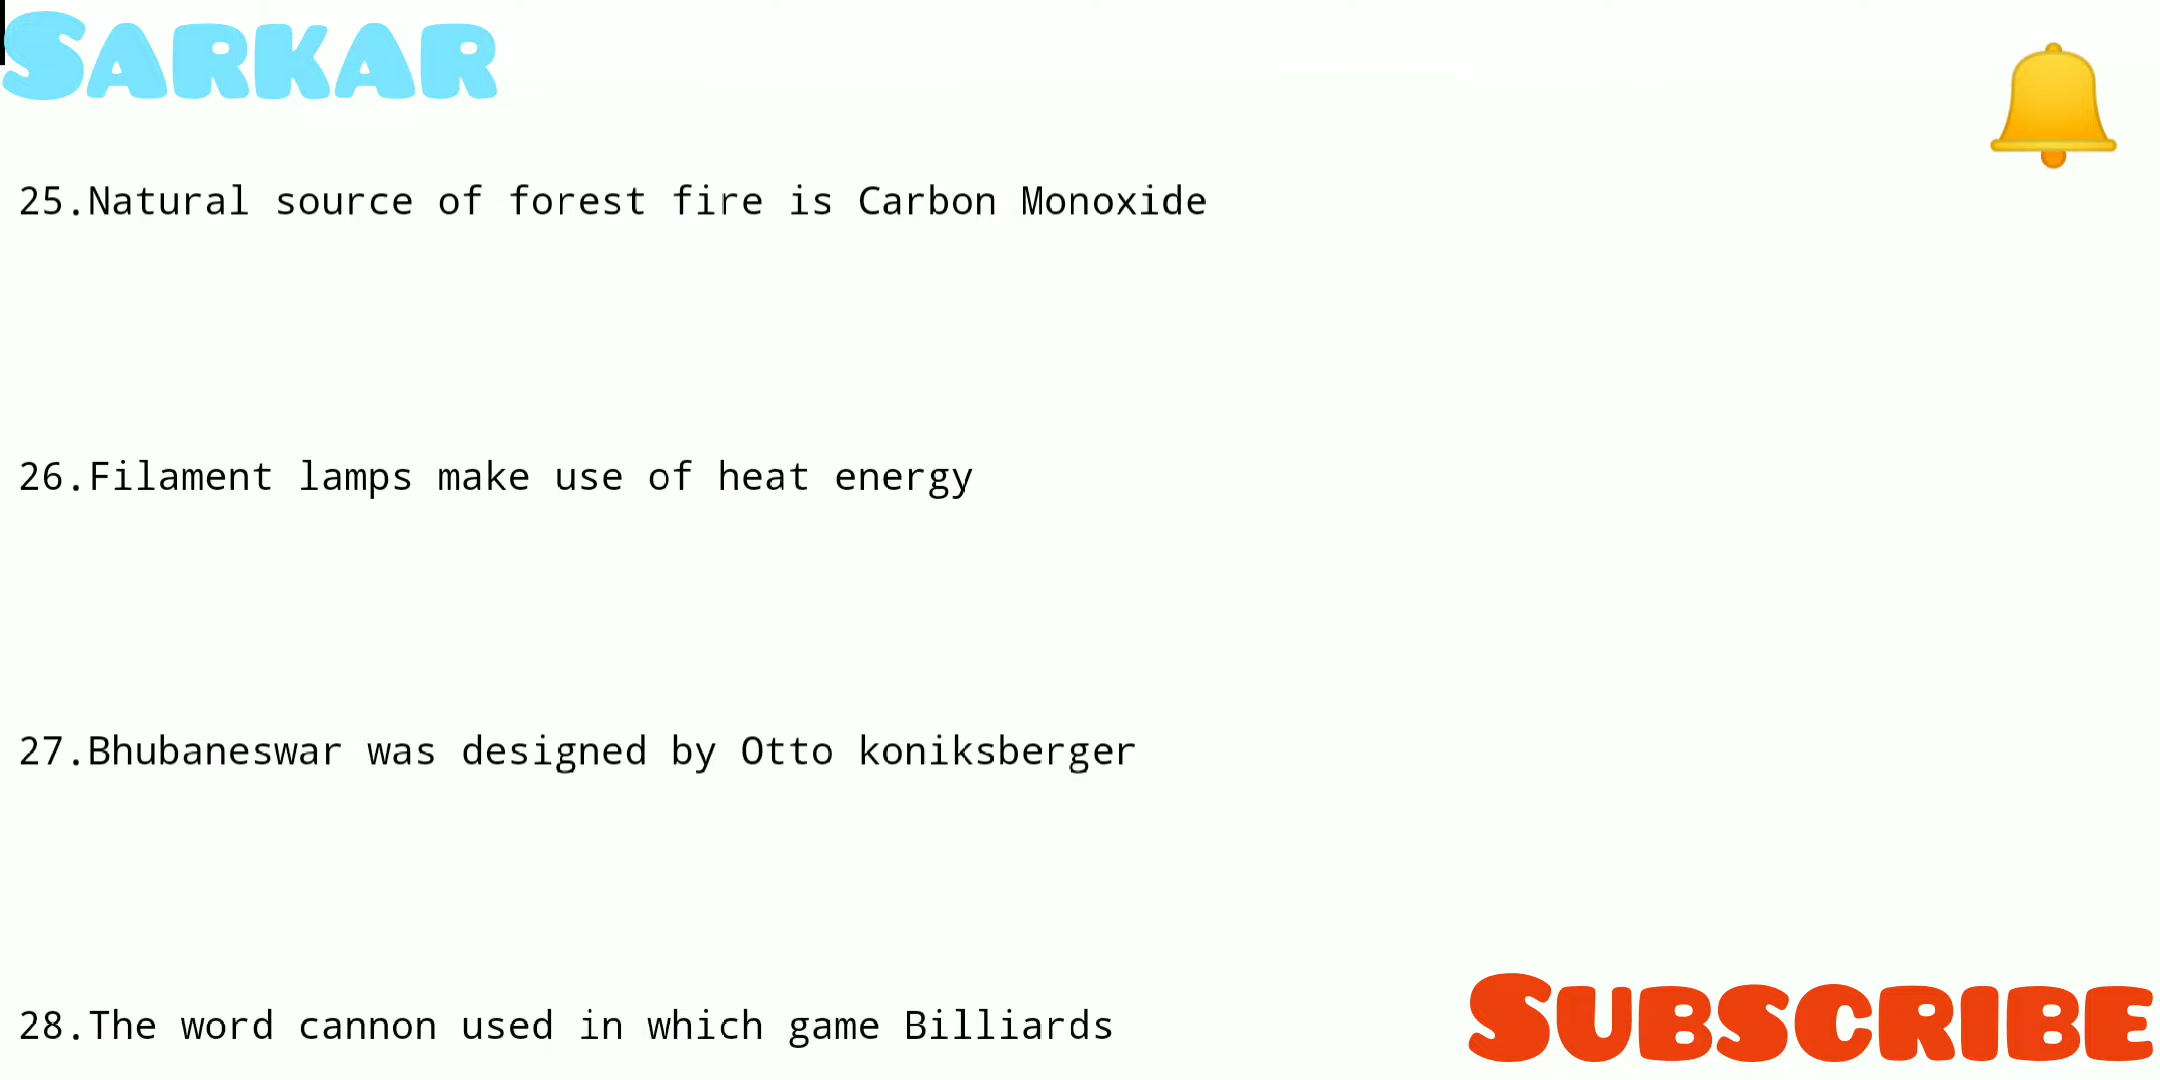 SARKAR
25.Natural source of forest fire is Carbon Monoxide
26.Filament lamps make use of heat energy
27.Bhubaneswar was designed by Otto koniksberger
28.The word cannon used in which game Billiards
SUBSCRIBE